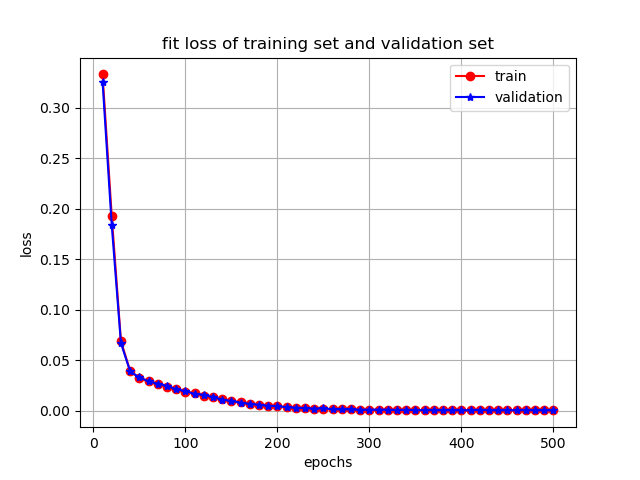 fit loss of training set and validation set
train
validation
0.30
0.25
0.20
0.15
0.10
0.05
0.00
loss
0 100 200 300 400 500
epochs